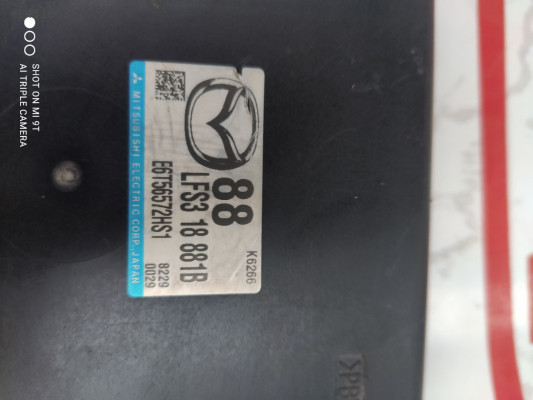 SHOT ON MI 9T
AI TRIPLE CAMERA
MITSUBISHI ELECTRIC CORP., JAPAN
88
K6266
LFS3 18 881B
E6T56572HS1
8229
0029
>PB